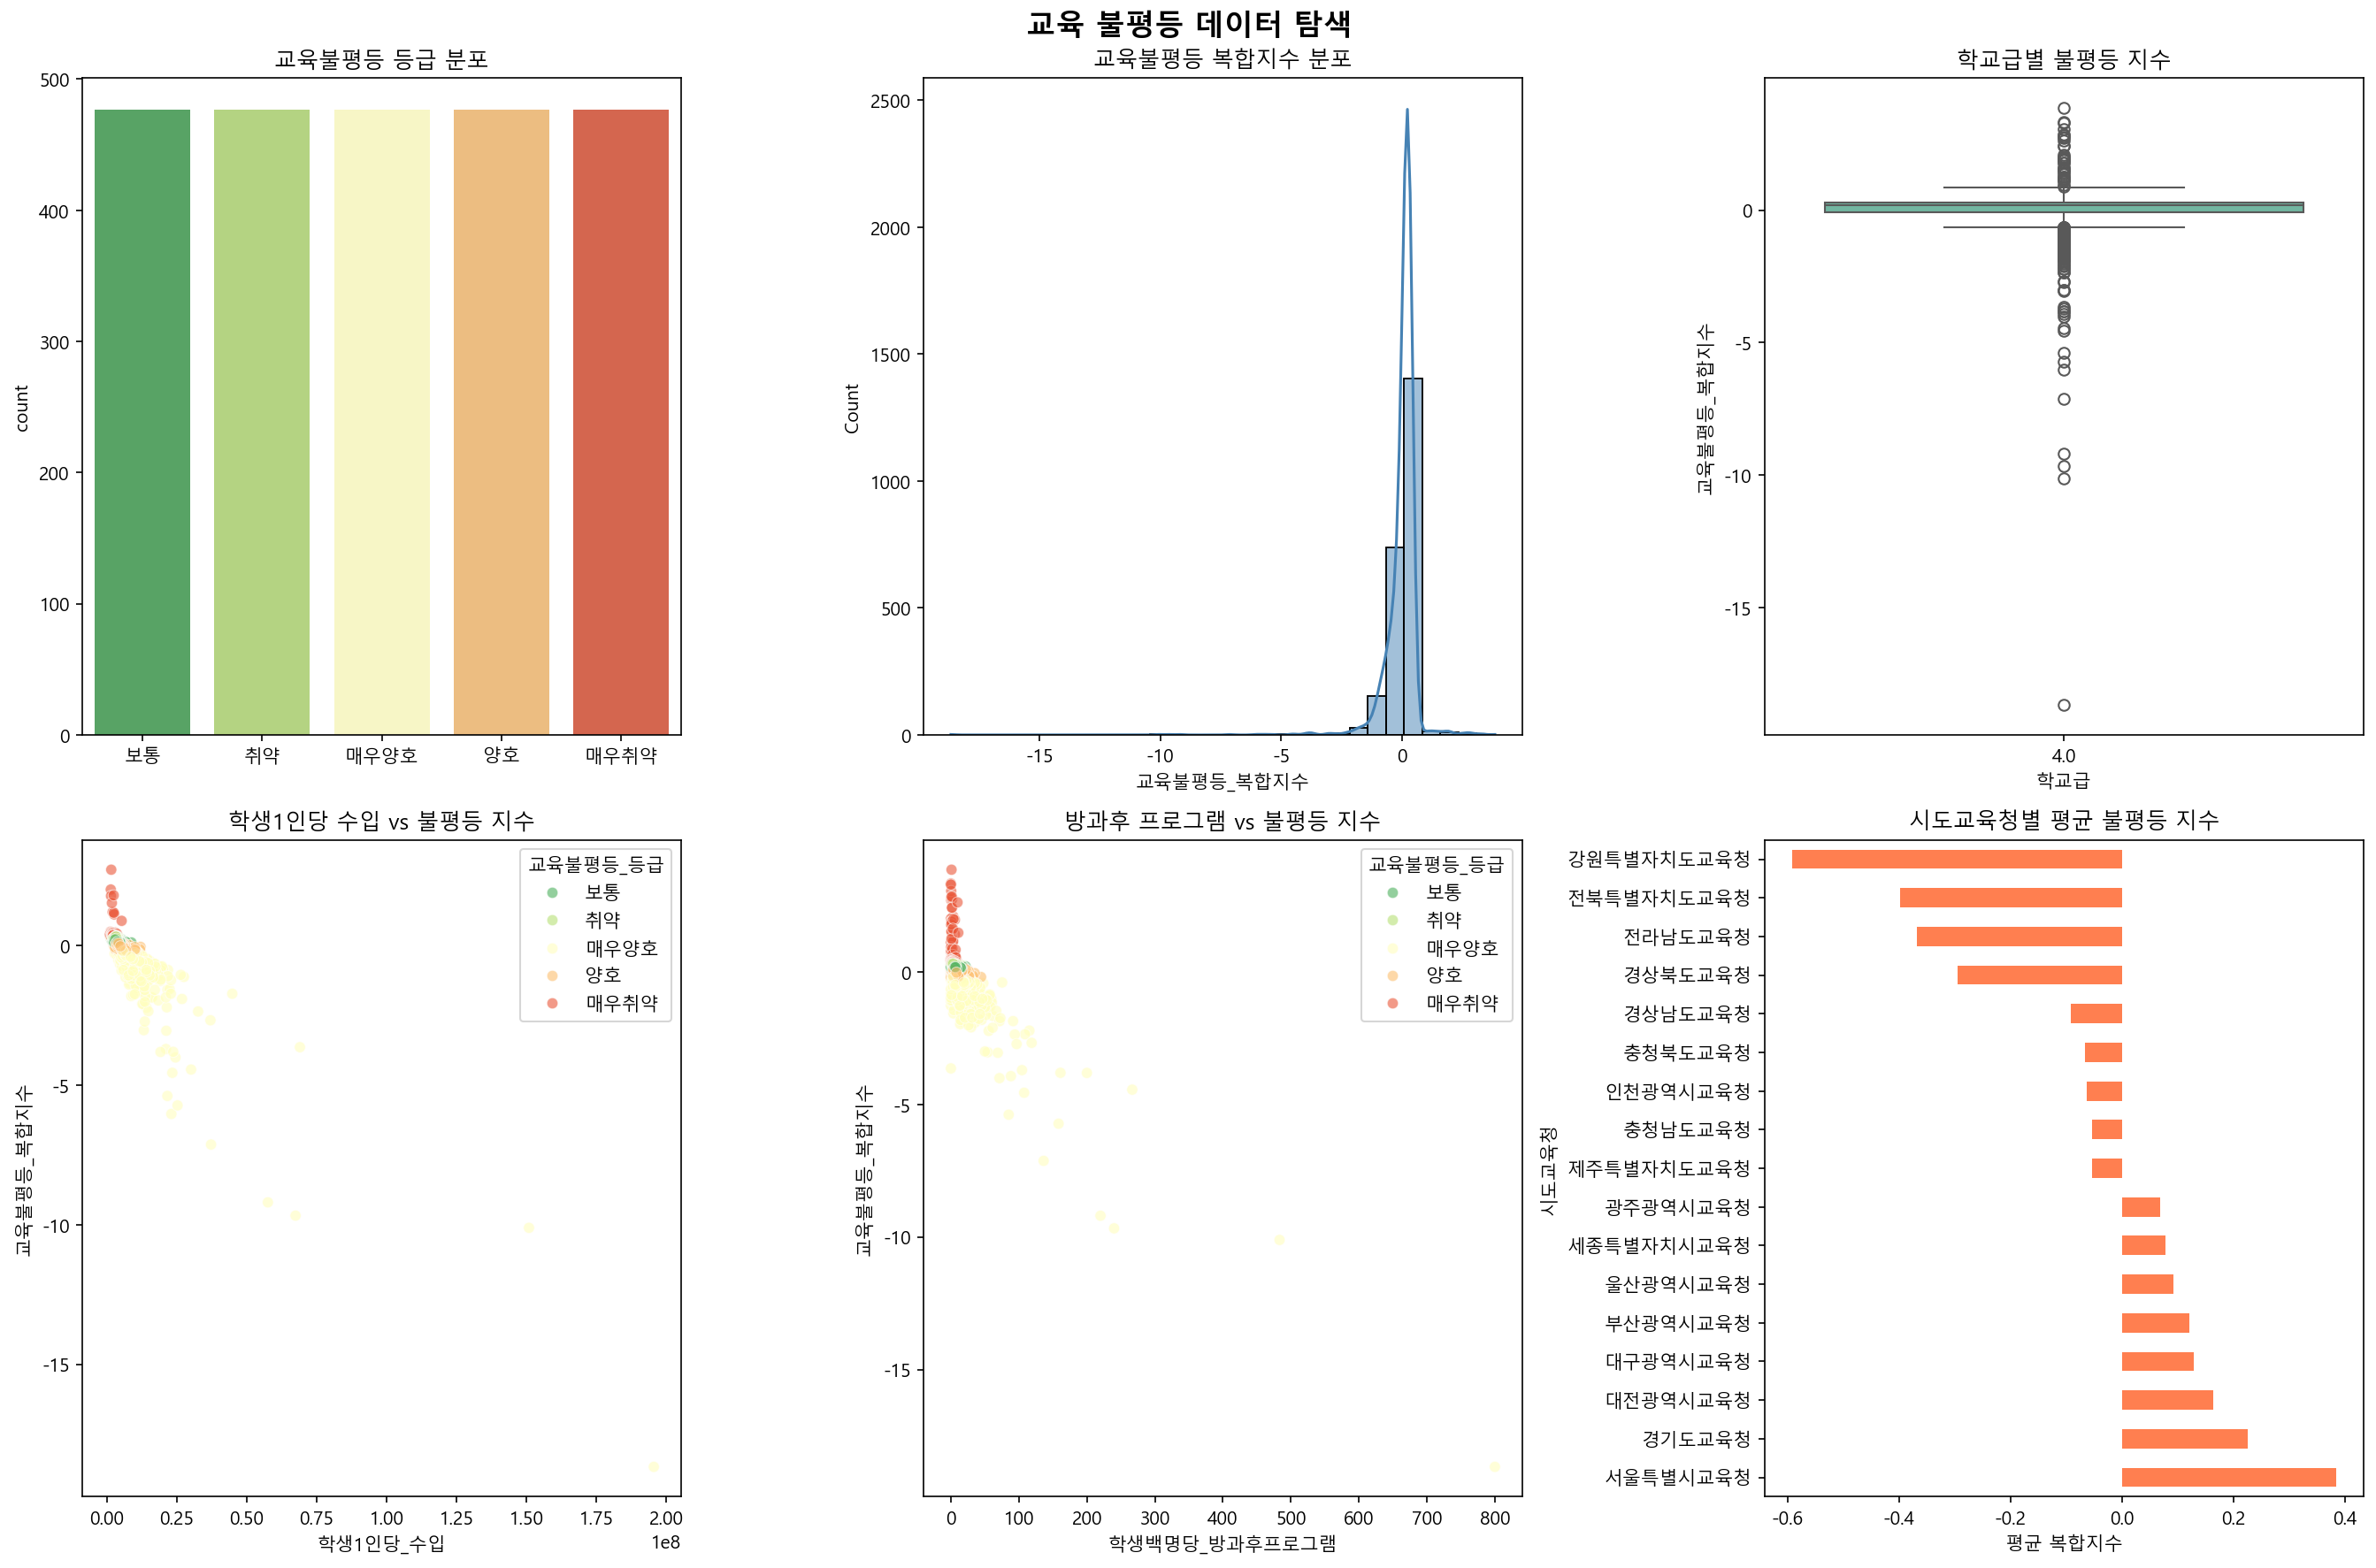 교육 불평등 데이터 탐색
교육불평등 등급 분포
500
400
300
200
100
0
count
보통
취약
매우양호
양호
매우취약
교육불평등 복합지수 분포
2500
2000
1500
1000
500
0
Count
-15
-10
-5
0
교육불평등_복합지수
학교급별 불평등 지수
0
-5
-10
-15
교육불평등_복합지수
4.0
학교급
학생1인당 수입 vs 불평등 지수
교육불평등_등급
보통
취약
매우양호
양호
매우취약
0
-5
-10
-15
교육불평등_복합지수
0.00
0.25
0.50
0.75
1.00
1.25
1.50
1.75
2.00
1e8
학생1인당_수입
방과후 프로그램 vs 불평등 지수
교육불평등_등급
보통
취약
매우양호
양호
매우취약
0
-5
-10
-15
교육불평등_복합지수
0
100
200
300
400
500
600
700
800
학생백명당_방과후프로그램
시도교육청별 평균 불평등 지수
강원특별자치도교육청
전북특별자치도교육청
전라남도교육청
경상북도교육청
경상남도교육청
충청북도교육청
인천광역시교육청
충청남도교육청
제주특별자치도교육청
광주광역시교육청
세종특별자치시교육청
울산광역시교육청
부산광역시교육청
대구광역시교육청
대전광역시교육청
경기도교육청
서울특별시교육청
시도교육청
-0.6
-0.4
-0.2
0.0
0.2
0.4
평균 복합지수